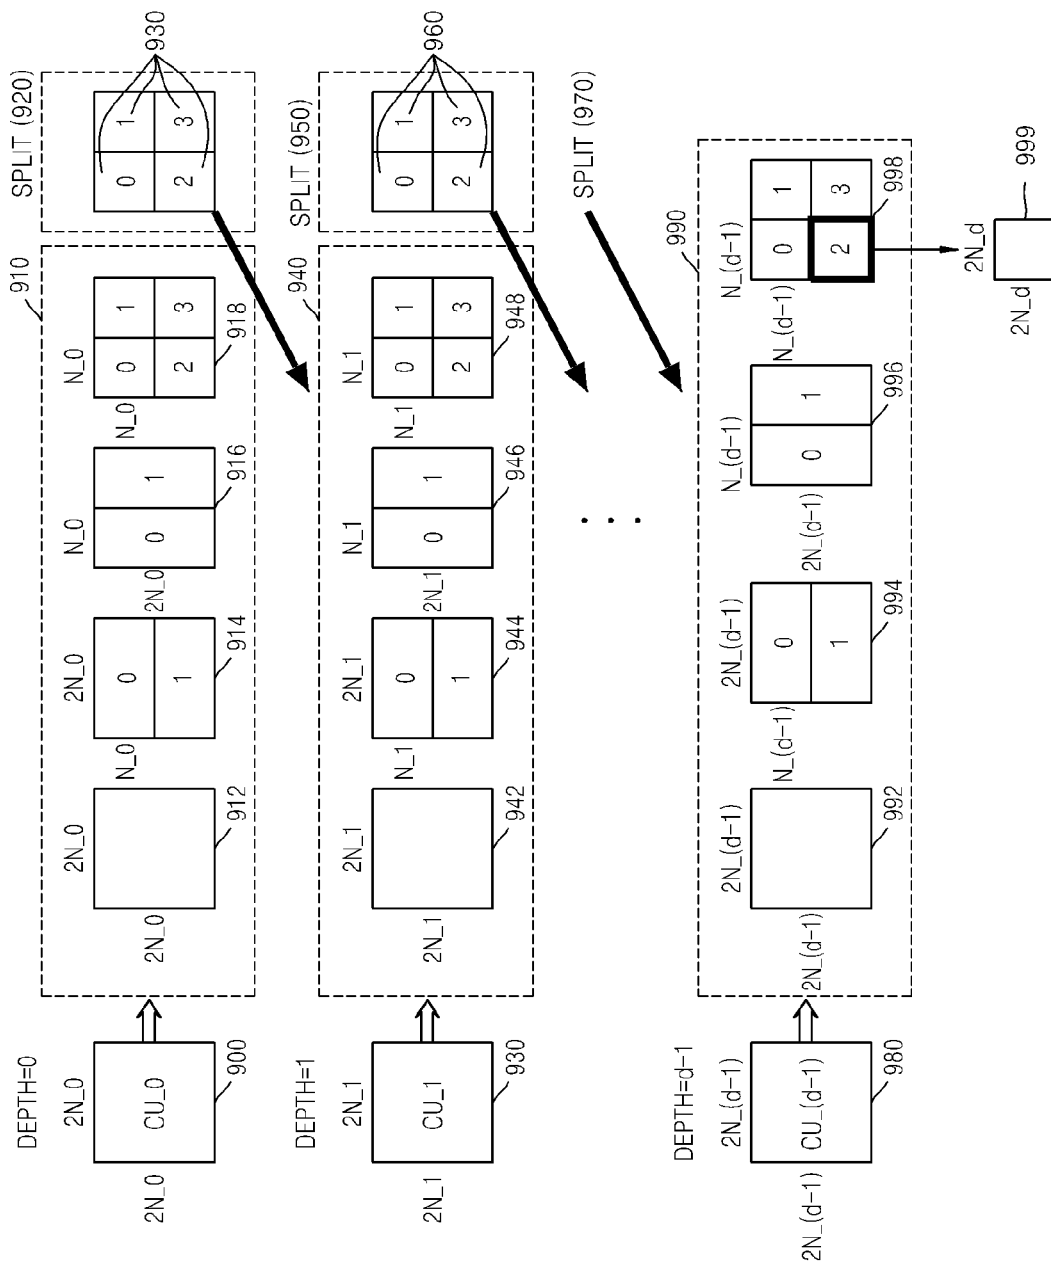 DEPTH=0
2N_0
2N_0
CU_0
900
910
2N_0
2N_0
912
2N_0
N_0
0
1
914
N_0
2N_0
0
1
916
N_0
N_0
0
1
2
3
918
SPLIT (920)
0
1
2
3
930
DEPTH=1
2N_1
2N_1
CU_1
930
940
2N_1
2N_1
942
2N_1
N_1
0
1
944
N_1
2N_1
0
1
946
N_1
N_1
0
1
2
3
948
SPLIT (950)
0
1
2
3
960
. . .
SPLIT (970)
DEPTH=d-1
2N_(d-1)
2N_(d-1)
CU_(d-1)
980
990
2N_(d-1)
2N_(d-1)
992
2N_(d-1)
N_(d-1)
0
1
994
N_(d-1)
2N_(d-1)
0
1
996
N_(d-1)
N_(d-1)
0
1
2
3
998
2N_d
2N_d
999